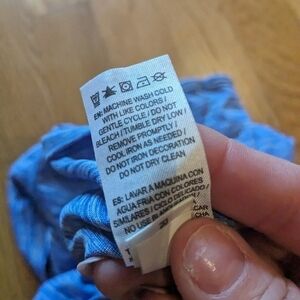 EN: MACHINE WASH COLD
WITH LIKE COLORS /
GENTLE CYCLE / DO NOT
BLEACH / TUMBLE DRY LOW /
REMOVE PROMPTLY /
COOL IRON AS NEEDED /
DO NOT IRON DECORATION
DO NOT DRY CLEAN
ES: LAVAR A MAQUINA CON
AGUA FRIA CON COLORES
SIMILARES / CICLO DELICADO /
NO USE